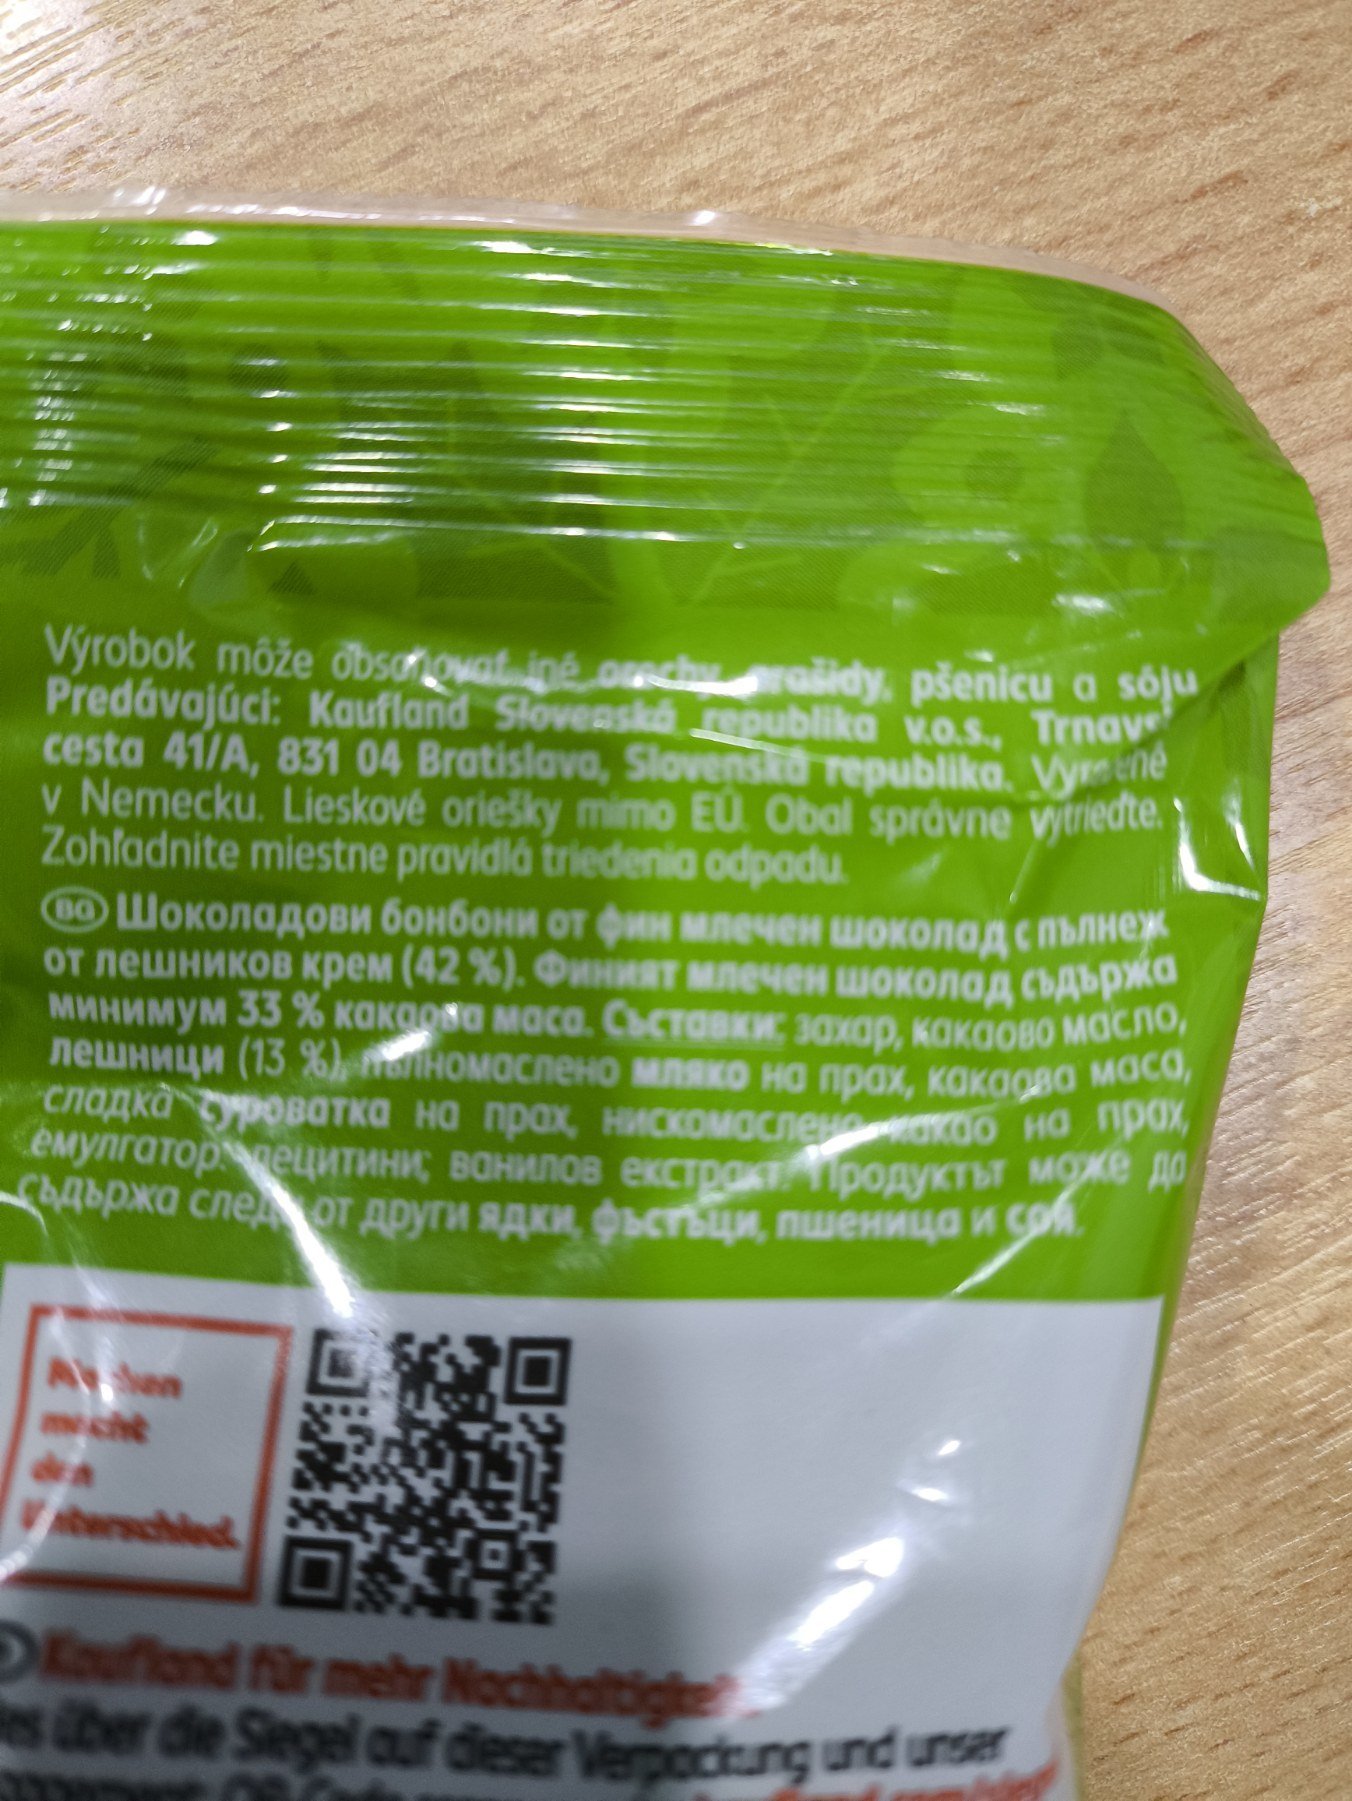 Výrobok môže obsahovať iné orechy, arašidy, pšenicu a sóju
Predávajúci: Kaufland Slovenská republika v.o.s., Trnavská
cesta 41/A, 831 04 Bratislava, Slovenská republika. Vyrobené
v Nemecku. Lieskové oriešky mimo EÚ. Obal správne vytrieďte.
Zohľadnite miestne pravidlá triedenia odpadu.
BG Шоколадови бонбони от фин млечен шоколад с пълнеж
от лешников крем (42 %). Финият млечен шоколад съдържа
минимум 33 % какаова маса. Съставки: захар, какаово масло,
лешници (13 %), пълномаслено мляко на прах, какаова маса,
сладка суроватка на прах, нискомаслено какао на прах,
емулгатор: лецитини; ванилов екстракт. Продуктът може да
съдържа следи от други ядки, фъстъци, пшеница и соя.
Mischen
macht
den
Unterschied.
Kaufland für mehr Nachhaltigkeit
über die Siegel auf dieser Verpackung und unser